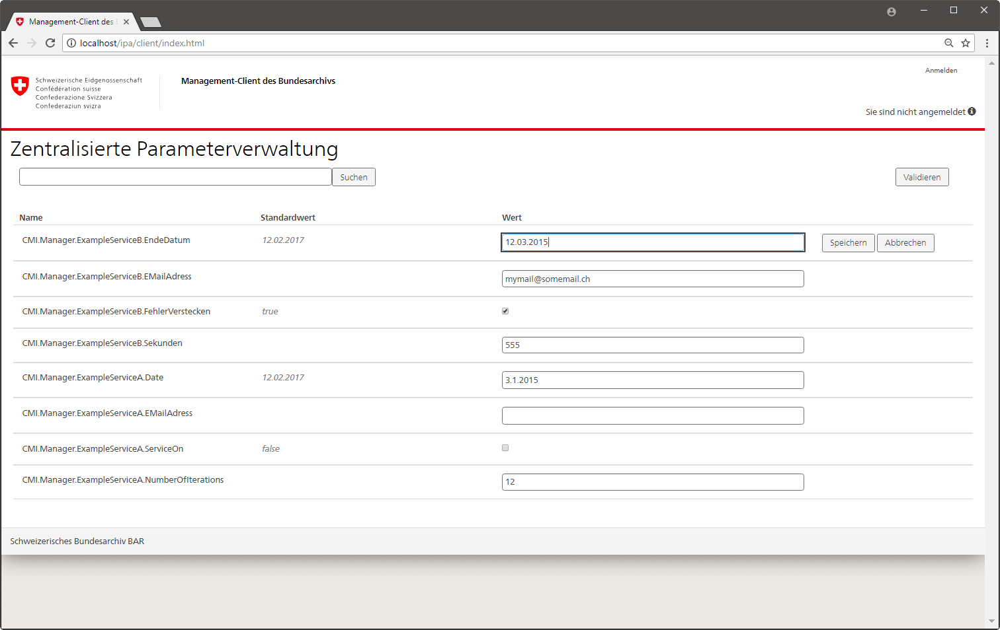 Management-Client des
localhost/ipa/client/index.html
Anmelden
Schweizerische Eidgenossenschaft
Confédération suisse
Confederazione Svizzera
Confederaziun svizra
Management-Client des Bundesarchivs
Sie sind nicht angemeldet
Zentralisierte Parameterverwaltung
Suchen
Validieren
Name Standardwert Wert
CMI.Manager.ExampleServiceB.EndeDatum 12.02.2017 12.03.2015 Speichern Abbrechen
CMI.Manager.ExampleServiceB.EMailAdress mymail@somemail.ch
CMI.Manager.ExampleServiceB.FehlerVerstecken true
CMI.Manager.ExampleServiceB.Sekunden 555
CMI.Manager.ExampleServiceA.Date 12.02.2017 3.1.2015
CMI.Manager.ExampleServiceA.EMailAdress
CMI.Manager.ExampleServiceA.ServiceOn false
CMI.Manager.ExampleServiceA.NumberOfIterations 12
Schweizerisches Bundesarchiv BAR